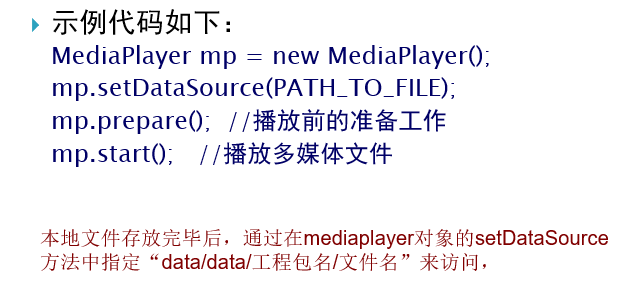 示例代码如下：
MediaPlayer mp = new MediaPlayer();
mp.setDataSource(PATH_TO_FILE);
mp.prepare(); //播放前的准备工作
mp.start(); //播放多媒体文件
本地文件存放完毕后，通过在mediaplayer对象的setDataSource
方法中指定“data/data/工程包名/文件名”来访问，